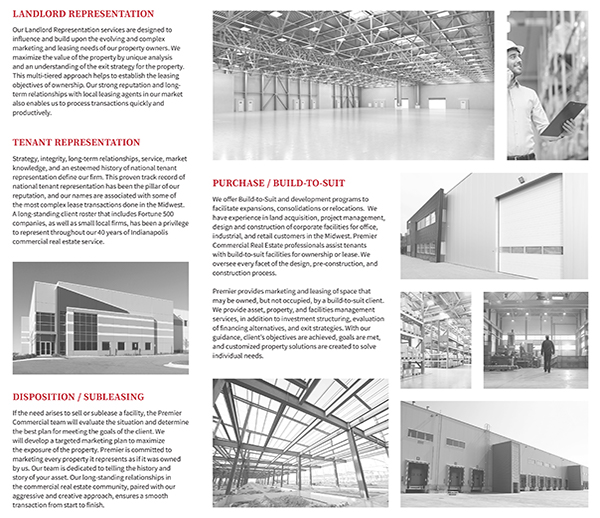 LANDLORD REPRESENTATION
Our Landlord Representation services are designed to
influence and build upon the evolving and complex
marketing and leasing needs of our property owners. We
maximize the value of the property by unique analysis
and an understanding of the exit strategy for the property.
This multi-tiered approach helps to establish the leasing
objectives of ownership. Our strong reputation and long-
term relationships with local leasing agents in our market
also enables us to process transactions quickly and
productively.
TENANT REPRESENTATION
Strategy, integrity, long-term relationships, service, market
knowledge, and an esteemed history of national tenant
representation define our firm. This proven track record of
national tenant representation has been the pillar of our
reputation, and our names are associated with some of
the most complex lease transactions done in the Midwest.
A long-standing client roster that includes Fortune 500
companies, as well as small local firms, has been a privilege
to represent throughout our 40 years of Indianapolis
commercial real estate service.
DISPOSITION / SUBLEASING
If the need arises to sell or sublease a facility, the Premier
Commercial team will evaluate the situation and determine
the best plan for meeting the goals of the client. We
will develop a targeted marketing plan to maximize
the exposure of the property. Premier is committed to
marketing every property it represents as if it was owned
by us. Our team is dedicated to telling the history and
story of your asset. Our long-standing relationships in
the commercial real estate community, paired with our
aggressive and creative approach, ensures a smooth
transaction from start to finish.
PURCHASE / BUILD-TO-SUIT
We offer Build-to-Suit and development programs to
facilitate expansions, consolidations or relocations. We
have experience in land acquisition, project management,
design and construction of corporate facilities for office,
industrial, and retail customers in the Midwest. Premier
Commercial Real Estate professionals assist tenants
with build-to-suit facilities for ownership or lease. We
oversee every facet of the design, pre-construction, and
construction process.
Premier provides marketing and leasing of space that
may be owned, but not occupied, by a build-to-suit client.
We provide asset, property, and facilities management
services, in addition to investment structuring, evaluation
of financing alternatives, and exit strategies. With our
guidance, client's objectives are achieved, goals are met,
and customized property solutions are created to solve
individual needs.